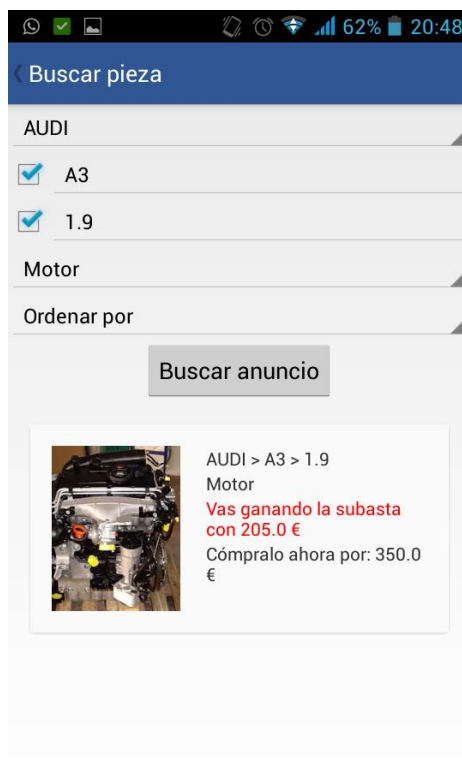 62% 20:48
Buscar pieza
AUDI
A3
1.9
Motor
Ordenar por
Buscar anuncio
AUDI > A3 > 1.9
Motor
Vas ganando la subasta
con 205.0 €
Cómpralo ahora por: 350.0
€